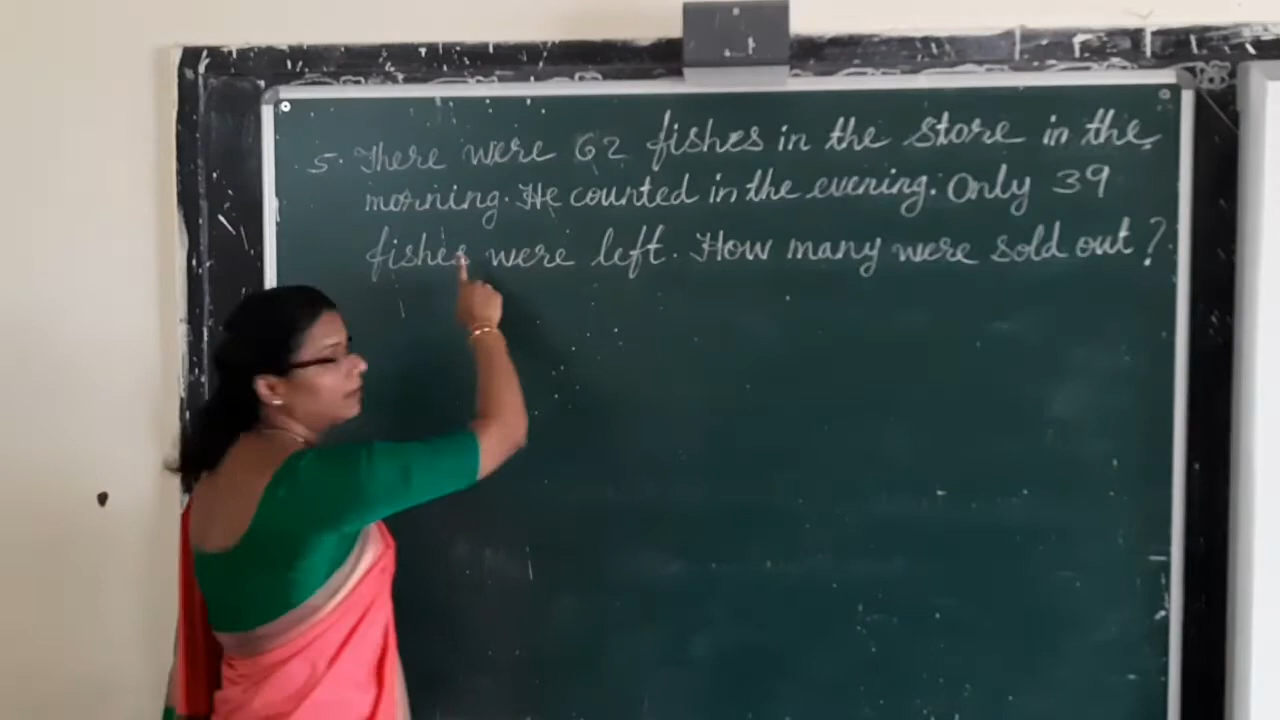 5. There were 62 fishes in the store in the
morning. He counted in the evening. Only 39
fishes were left. How many were sold out?